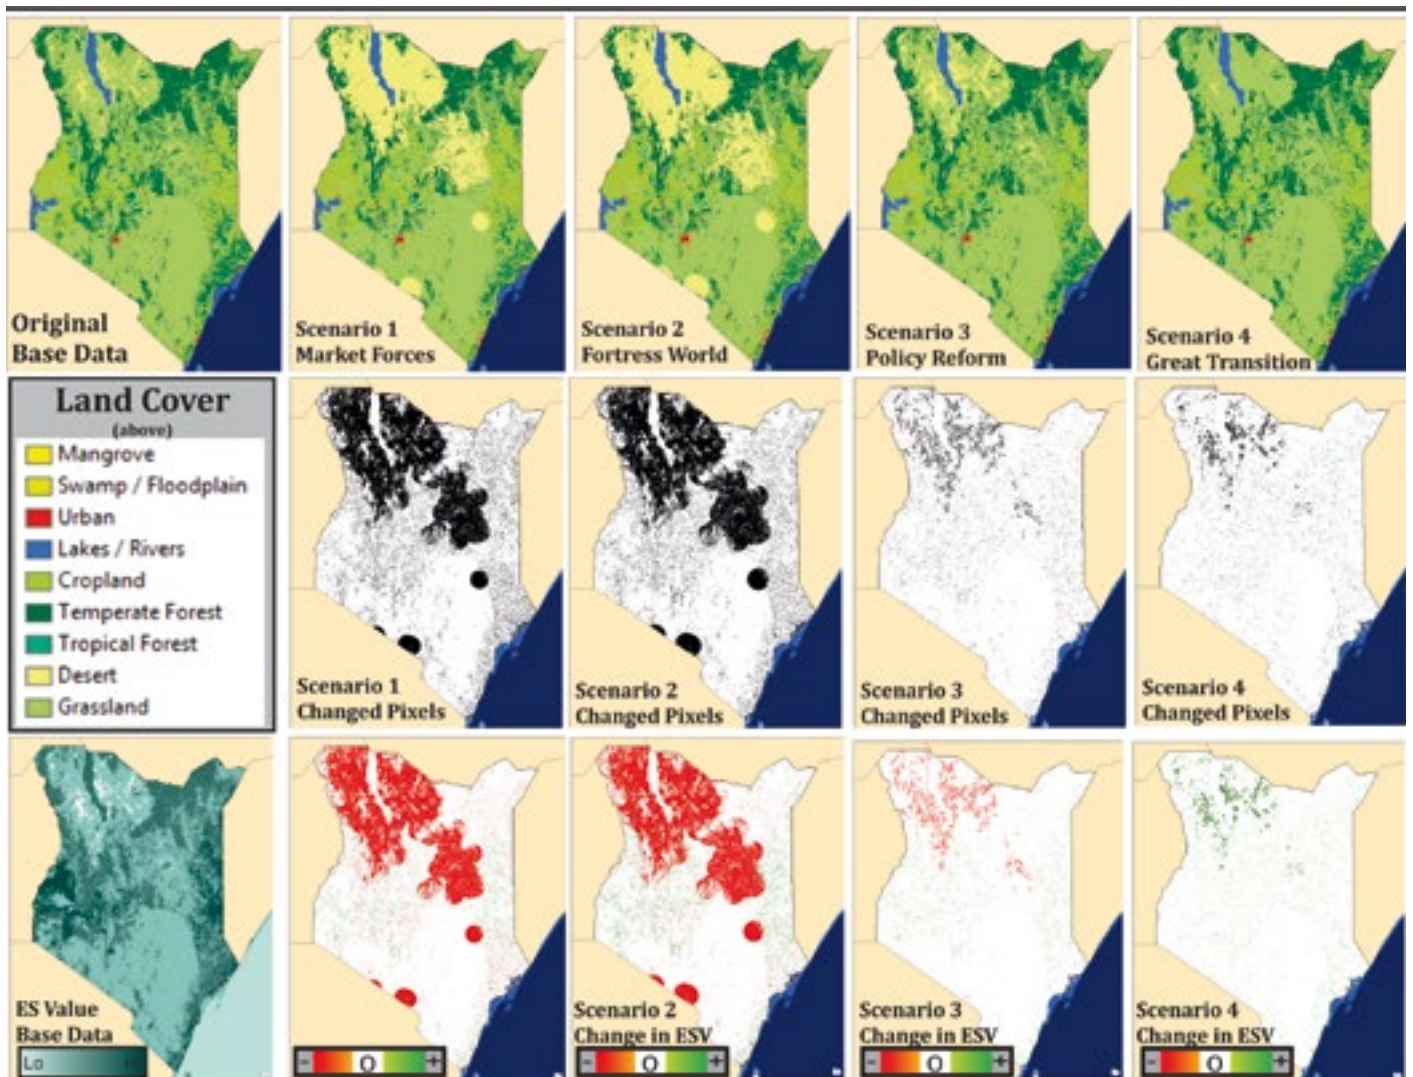 Original
Base Data
Scenario 1
Market Forces
Scenario 2
Fortress World
Scenario 3
Policy Reform
Scenario 4
Great Transition
Land Cover
(above)
Mangrove
Swamp / Floodplain
Urban
Lakes / Rivers
Cropland
Temperate Forest
Tropical Forest
Desert
Grassland
Scenario 1
Changed Pixels
Scenario 2
Changed Pixels
Scenario 3
Changed Pixels
Scenario 4
Changed Pixels
ES Value
Base Data
Lo
- O +
Scenario 2
Change in ESV
- O +
Scenario 3
Change in ESV
- O +
Scenario 4
Change in ESV
- O +